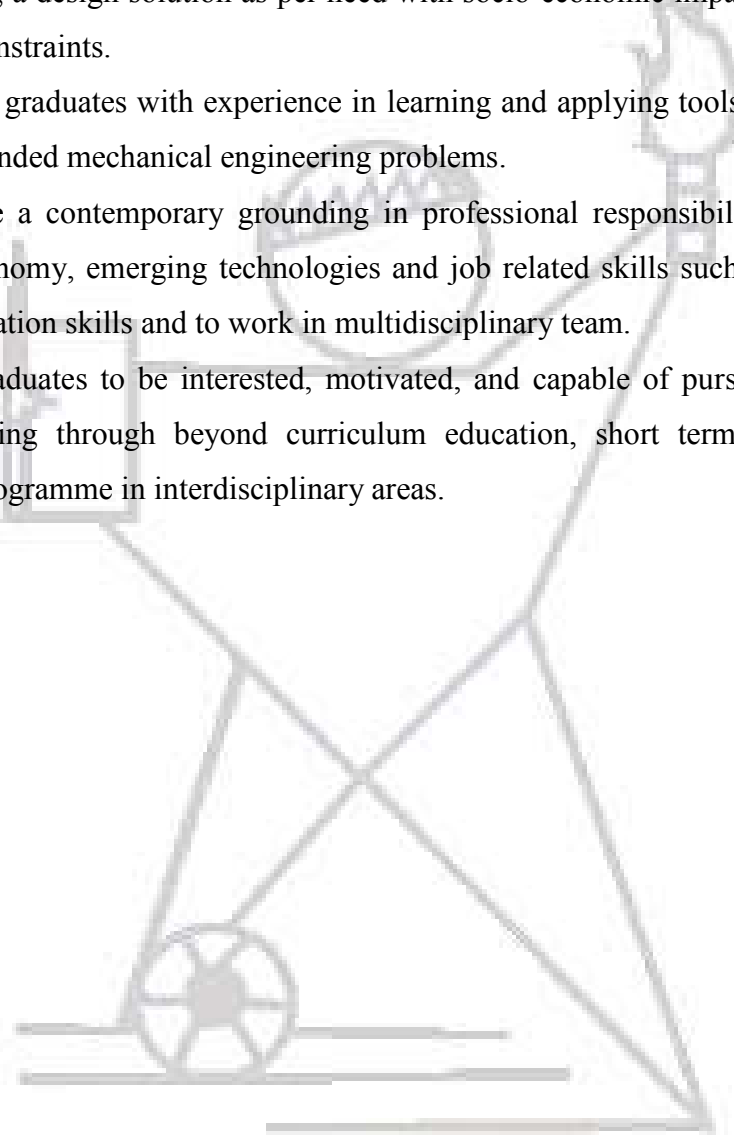 a design solution as per need with socio-economic
nstraints.
graduates with experience in learning and applying tools
nded mechanical engineering problems.
e a contemporary grounding in professional responsibil
nomy, emerging technologies and job related skills such
ation skills and to work in multidisciplinary team.
aduates to be interested, motivated, and capable of purs
ing through beyond curriculum education, short term
ogramme in interdisciplinary areas.